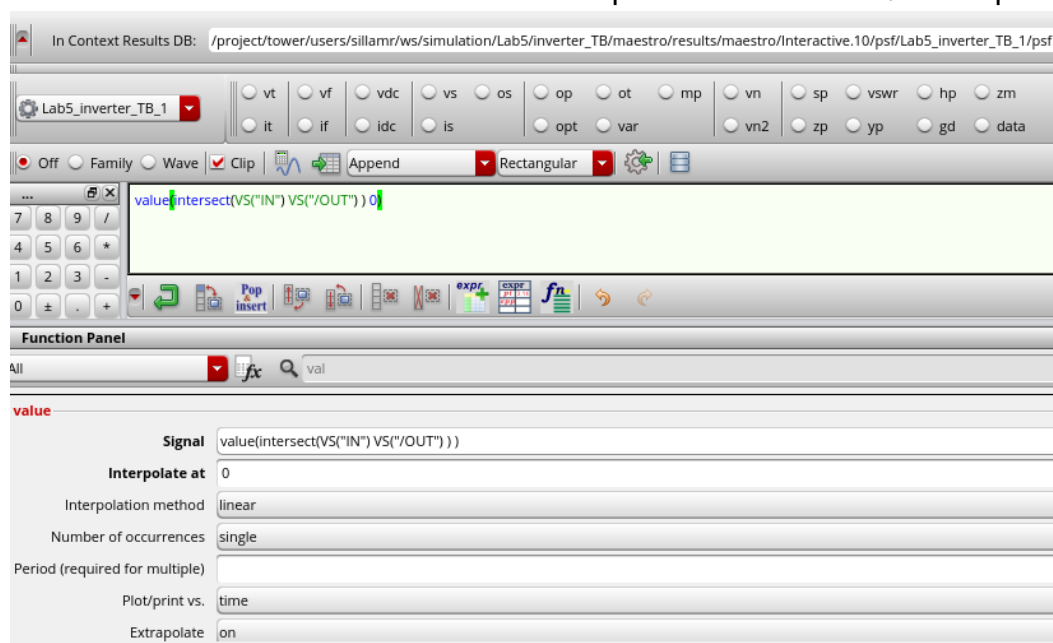 In Context Results DB: /project/tower/users/sillamr/ws/simulation/Lab5/inverter_TB/maestro/results/maestro/Interactive.10/psf/Lab5_inverter_TB_1/psf
Lab5_inverter_TB_1
vt vf vdc vs os op ot mp vn sp vswr hp zm
it if idc is opt var vn2 zp yp gd data
Off Family Wave Clip Append Rectangular
...
value(intersect(VS("IN") VS("/OUT") ) 0)
7 8 9 /
4 5 6 *
1 2 3 -
0 ± . +
Pop & insert
expr
expr
fn
Function Panel
All
fx val
value
Signal value(intersect(VS("IN") VS("/OUT") ) )
Interpolate at 0
Interpolation method linear
Number of occurrences single
Period (required for multiple)
Plot/print vs. time
Extrapolate on